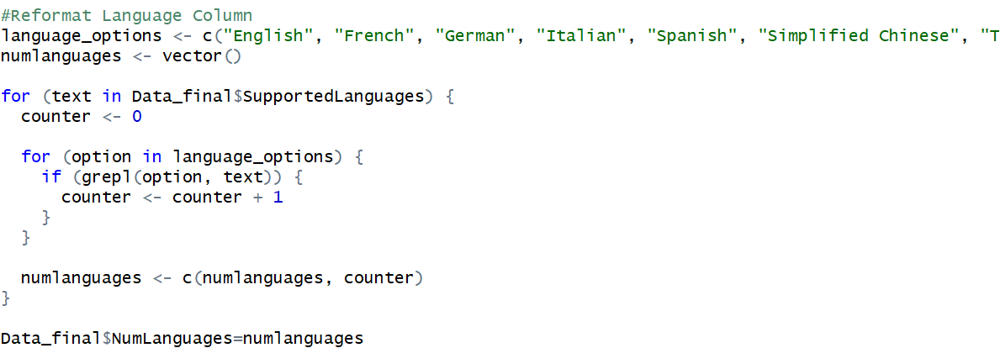 #Reformat Language Column
language_options <- c("English", "French", "German", "Italian", "Spanish", "Simplified Chinese", "T
numlanguages <- vector()
for (text in Data_final$SupportedLanguages) {
counter <- 0
for (option in language_options) {
if (grepl(option, text)) {
counter <- counter + 1
}
}
numlanguages <- c(numlanguages, counter)
}
Data_final$NumLanguages=numlanguages